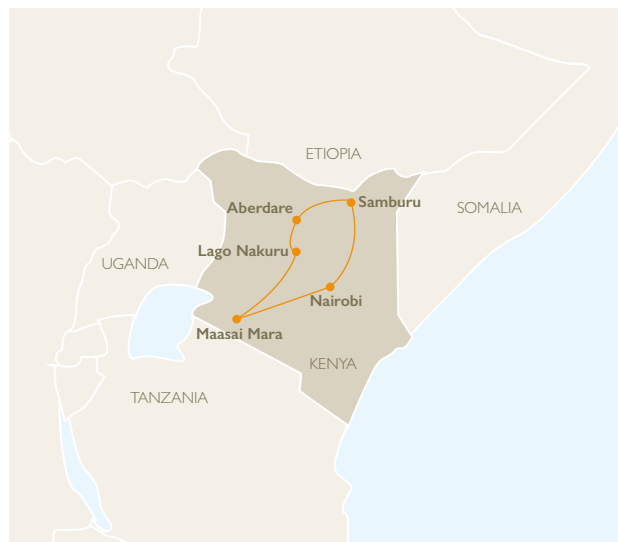 ETIOPIA
Samburu
Aberdare
SOMALIA
Lago Nakuru
UGANDA
Nairobi
Maasai Mara
KENYA
TANZANIA